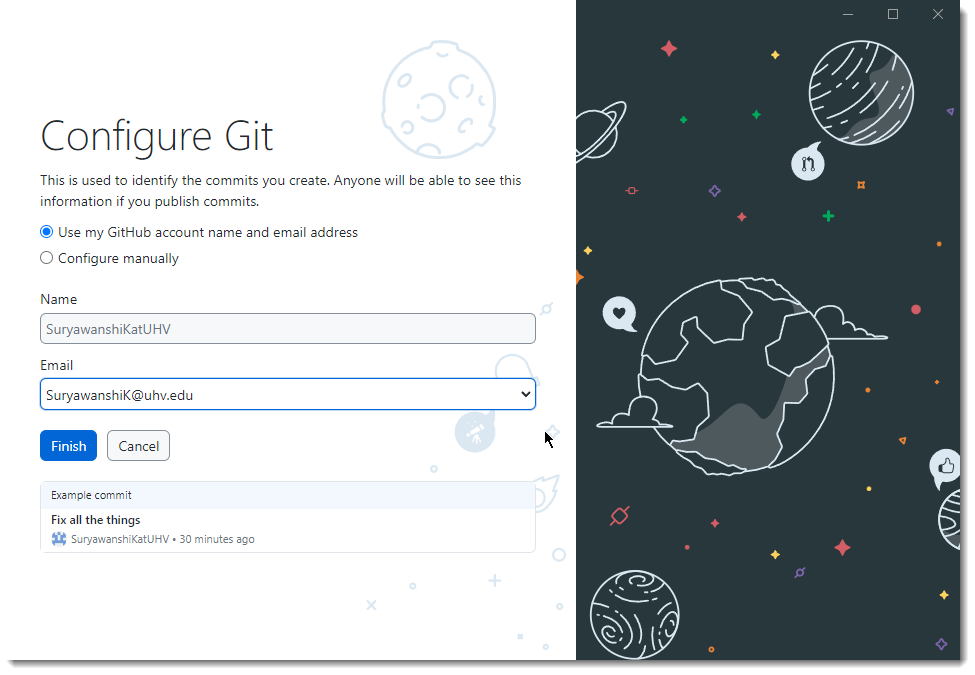 Configure Git
This is used to identify the commits you create. Anyone will be able to see this
information if you publish commits.
Use my GitHub account name and email address
Configure manually
Name
SuryawanshiKatUHV
Email
SuryawanshiK@uhv.edu
Finish
Cancel
Example commit
Fix all the things
SuryawanshiKatUHV • 30 minutes ago